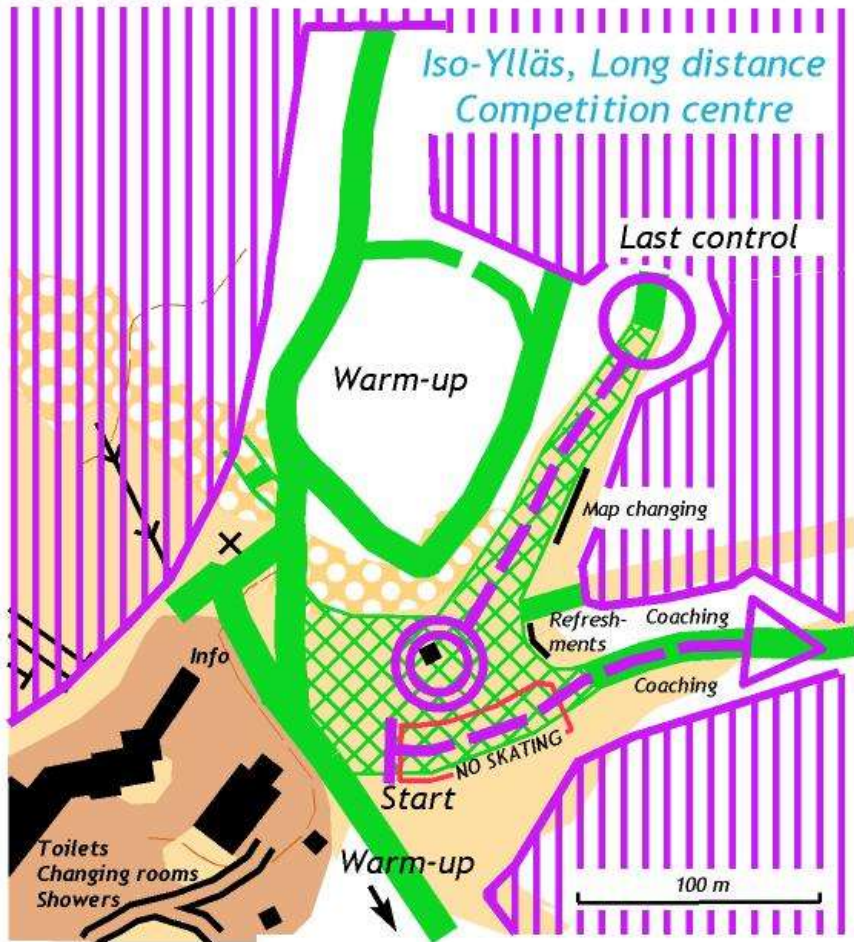 Iso-Ylläs, Long distance
Competition centre
Last control
Warm-up
Map changing
Refresh-
ments
Coaching
Coaching
Info
NO SKATING
Start
Toilets
Changing rooms
Showers
Warm-up
100 m